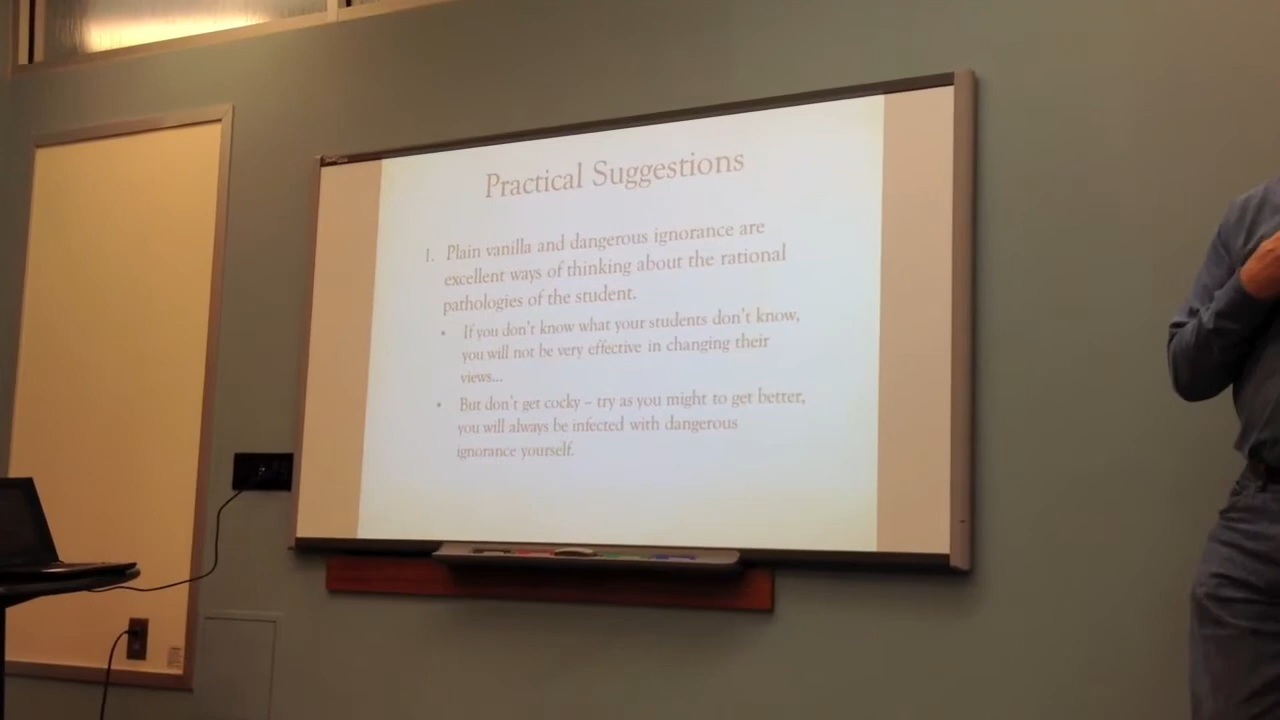 Practical Suggestions
1. Plain vanilla and dangerous ignorance are
excellent ways of thinking about the rational
pathologies of the student.
• If you don't know what your students don't know,
you will not be very effective in changing their
views...
• But don't get cocky – try as you might to get better,
you will always be infected with dangerous
ignorance yourself.